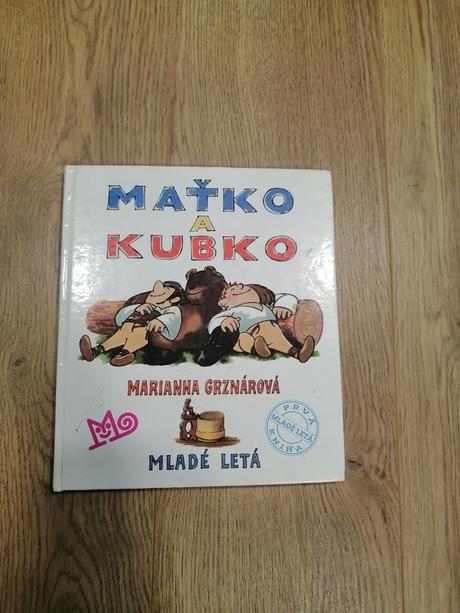 MAŤKO
A
KUBKO
MARIANNA GRZNÁROVÁ
MLADÉ LETÁ
PRVÁ
MLADÉ LETÁ
KNIHA